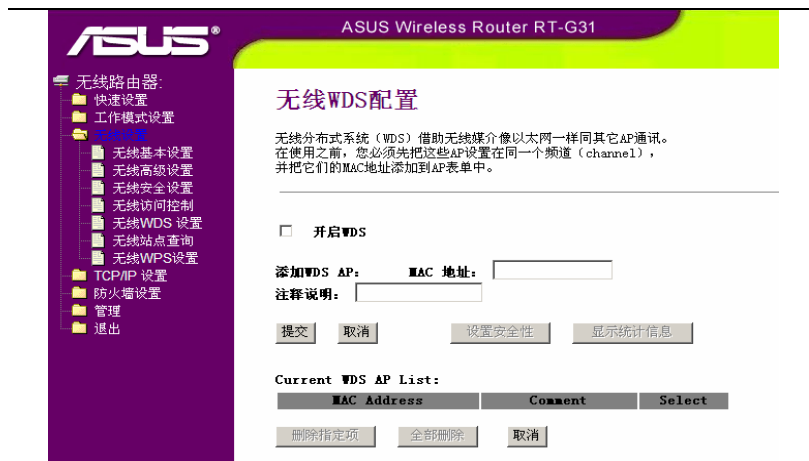 ASUS®
ASUS Wireless Router RT-G31
无线路由器:
快速设置
工作模式设置
无线设置
无线基本设置
无线高级设置
无线安全设置
无线访问控制
无线WDS 设置
无线站点查询
无线WPS设置
TCP/IP 设置
防火墙设置
管理
退出
无线WDS配置
无线分布式系统（WDS）借助无线媒介像以太网一样同其它AP通讯。
在使用之前，您必须先把这些AP设置在同一个频道（channel），
并把它们的MAC地址添加到AP表单中。
开启WDS
添加WDS AP: MAC 地址:
注释说明:
提交 取消 设置安全性 显示统计信息
Current WDS AP List:
MAC Address Comment Select
删除指定项 全部删除 取消